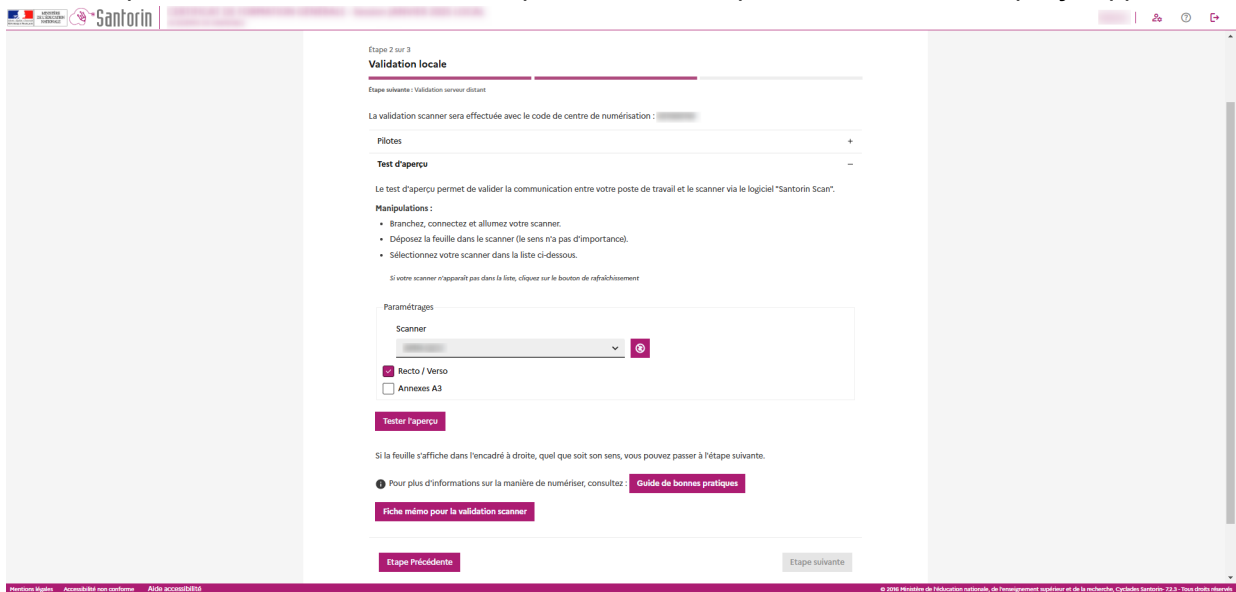 MINISTÈRE
DE L'ÉDUCATION
NATIONALE
Santorin
Étape 2 sur 3
Validation locale
Étape suivante : Validation serveur distant
La validation scanner sera effectuée avec le code de centre de numérisation :
Pilotes +
Test d'aperçu –
Le test d'aperçu permet de valider la communication entre votre poste de travail et le scanner via le logiciel "Santorin Scan".
Manipulations :
• Branchez, connectez et allumez votre scanner.
• Déposez la feuille dans le scanner (le sens n'a pas d'importance).
• Sélectionnez votre scanner dans la liste ci-dessous.
Si votre scanner n'apparaît pas dans la liste, cliquez sur le bouton de rafraîchissement
Paramétrages
Scanner
Recto / Verso
Annexes A3
Tester l'aperçu
Si la feuille s'affiche dans l'encadré à droite, quel que soit son sens, vous pouvez passer à l'étape suivante.
Pour plus d'informations sur la manière de numériser, consultez : Guide de bonnes pratiques
Fiche mémo pour la validation scanner
Etape Précédente Etape suivante
Mentions légales Accessibilité non conforme Aide accessibilité © 2016 Ministère de l'éducation nationale, de l'enseignement supérieur et de la recherche, Cyclades Santorin- 7.2.3 - Tous droits réservés